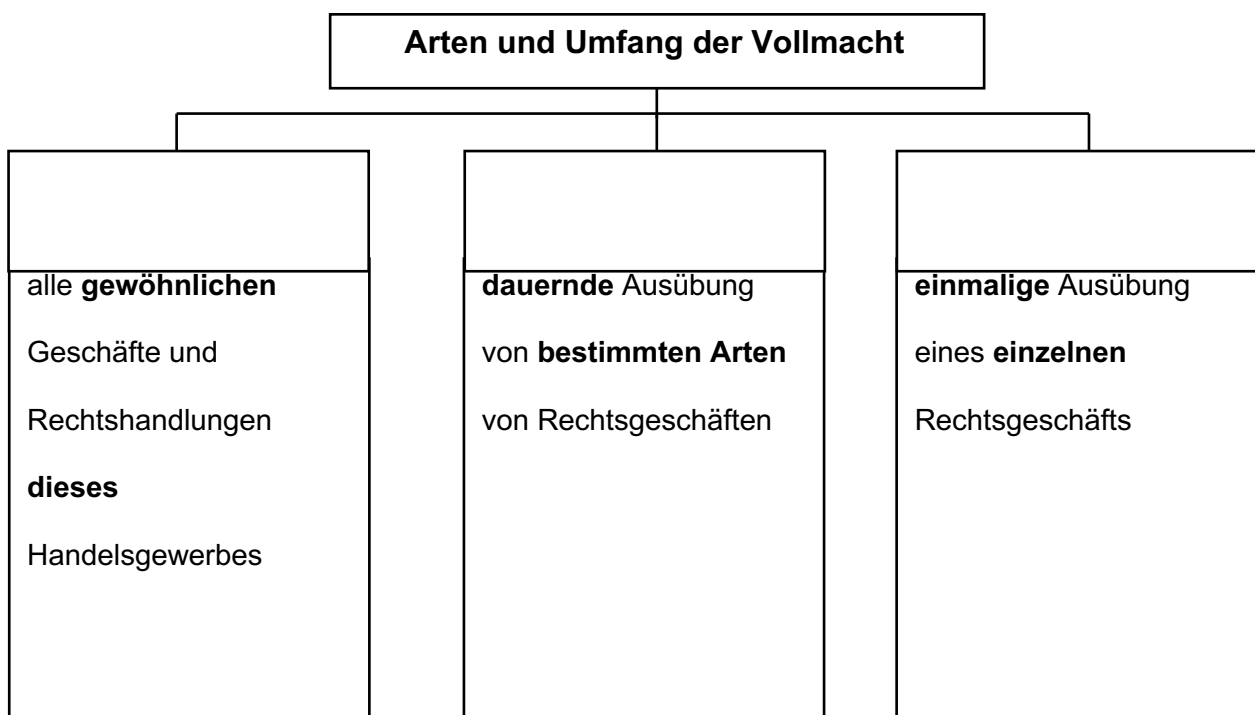 Arten und Umfang der Vollmacht
alle gewöhnlichen
Geschäfte und
Rechtshandlungen
dieses
Handelsgewerbes
dauernde Ausübung
von bestimmten Arten
von Rechtsgeschäften
einmalige Ausübung
eines einzelnen
Rechtsgeschäfts